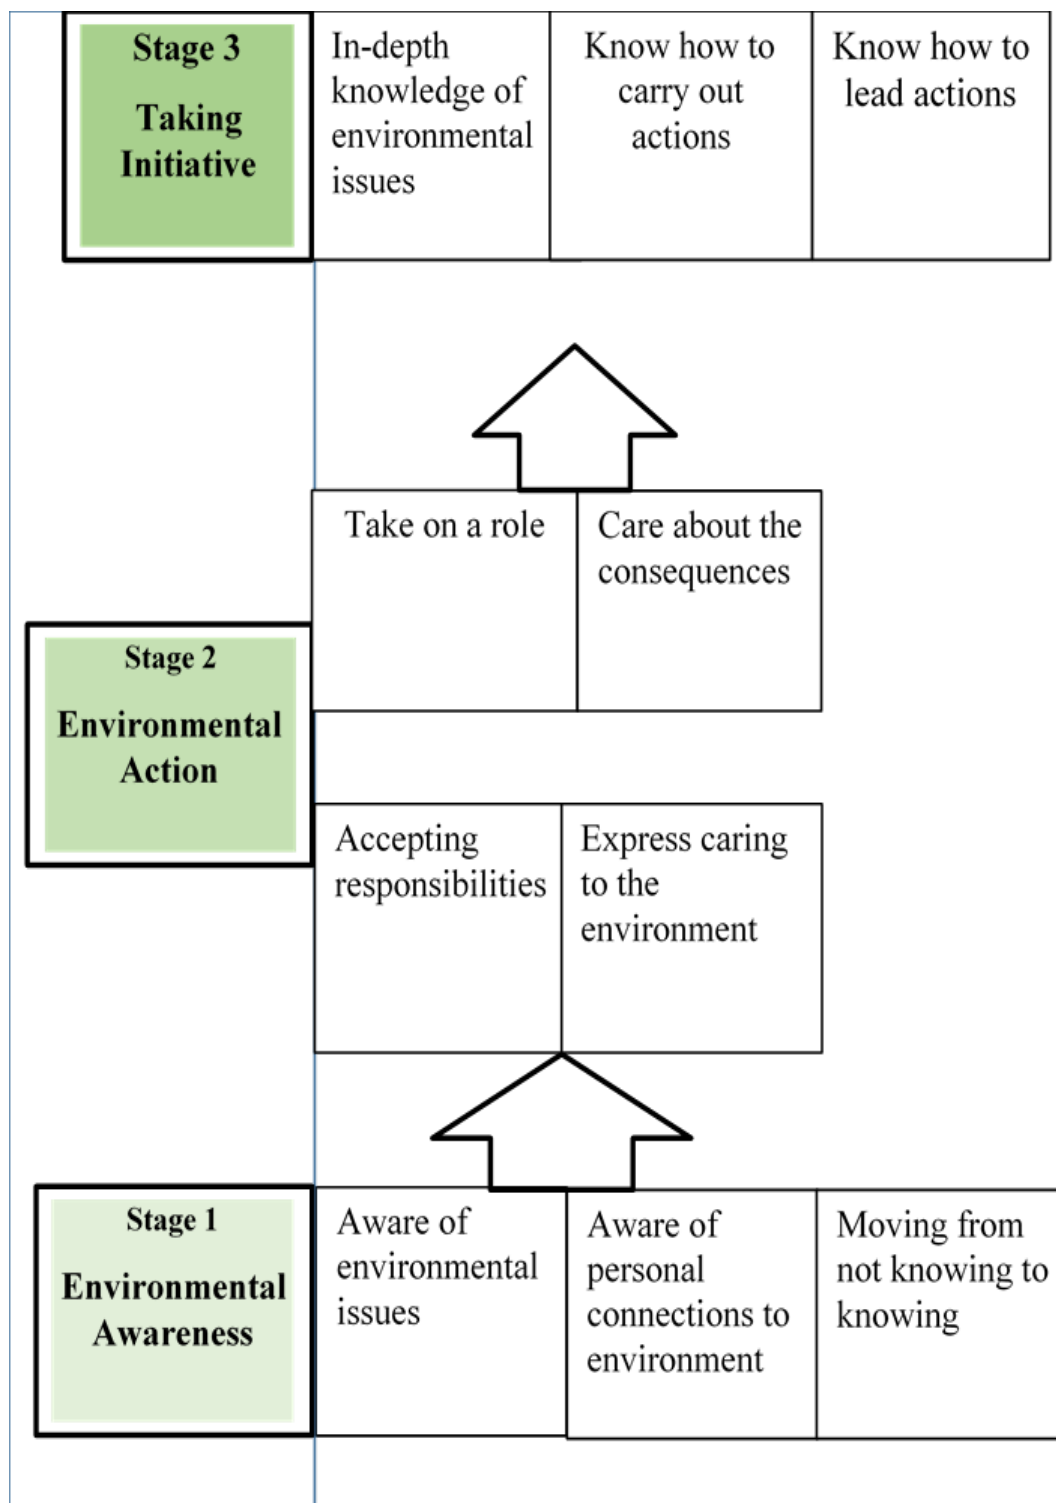 Stage 3
Taking
Initiative
In-depth
knowledge of
environmental
issues
Know how to
carry out
actions
Know how to
lead actions
Take on a role
Care about the
consequences
Stage 2
Environmental
Action
Accepting
responsibilities
Express caring
to the
environment
Stage 1
Environmental
Awareness
Aware of
environmental
issues
Aware of
personal
connections to
environment
Moving from
not knowing to
knowing